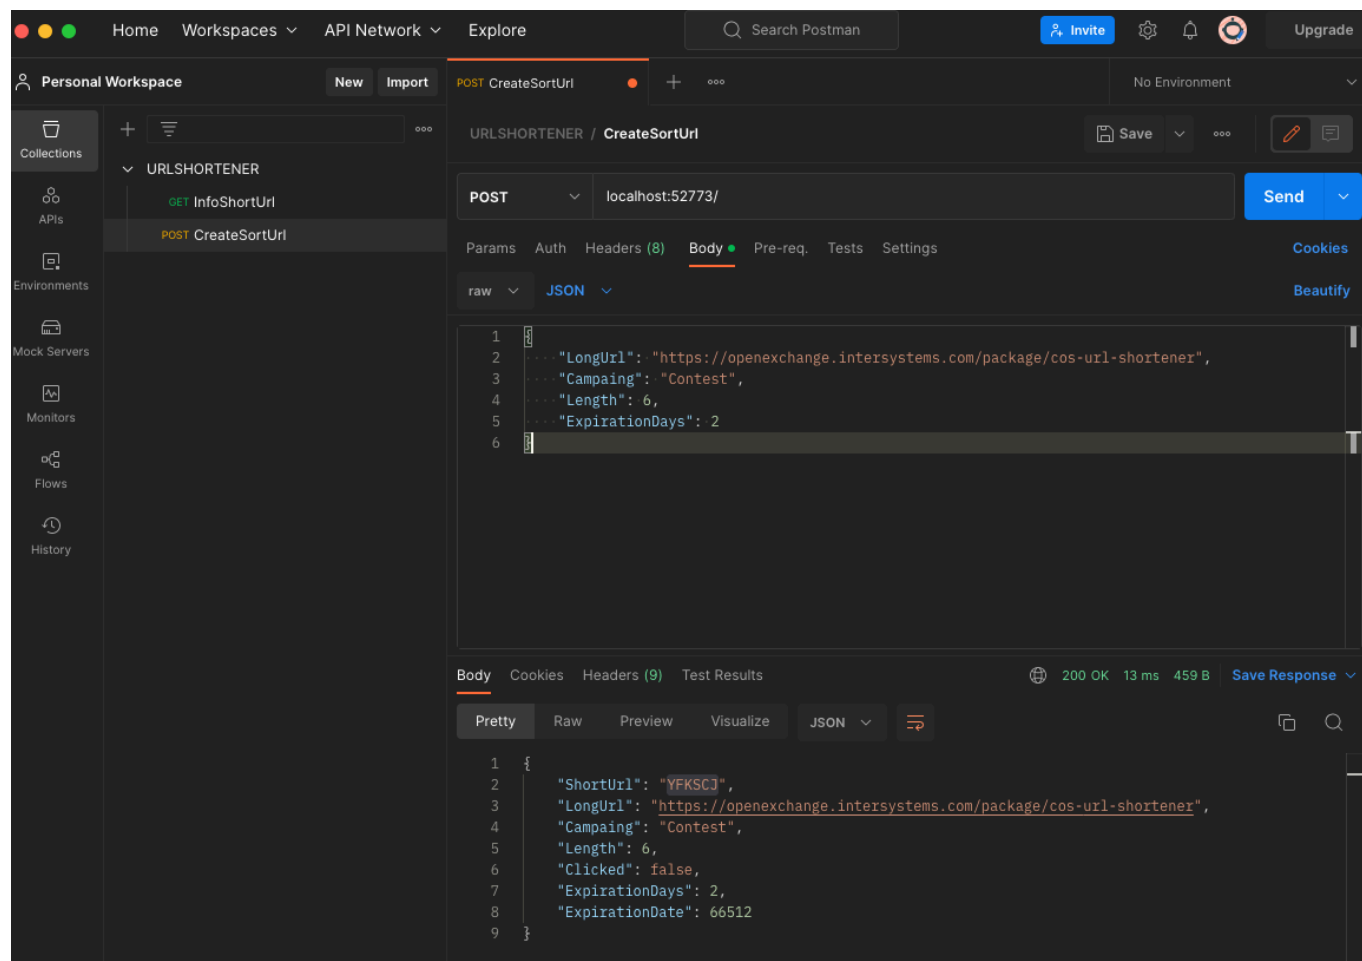 Home Workspaces API Network Explore Search Postman Invite Upgrade
Personal Workspace New Import POST CreateSortUrl No Environment
Collections
APIs
Environments
Mock Servers
Monitors
Flows
History
URLSHORTENER
GET InfoShortUrl
POST CreateSortUrl
URLSHORTENER / CreateSortUrl Save
POST localhost:52773/ Send
Params Auth Headers (8) Body Pre-req. Tests Settings Cookies
raw JSON Beautify
1 {
2 "LongUrl": "https://openexchange.intersystems.com/package/cos-url-shortener",
3 "Campaing": "Contest",
4 "Length": 6,
5 "ExpirationDays": 2
6 }
Body Cookies Headers (9) Test Results 200 OK 13 ms 459 B Save Response
Pretty Raw Preview Visualize JSON
1 {
2 "ShortUrl": "YFKSCJ",
3 "LongUrl": "https://openexchange.intersystems.com/package/cos-url-shortener",
4 "Campaing": "Contest",
5 "Length": 6,
6 "Clicked": false,
7 "ExpirationDays": 2,
8 "ExpirationDate": 66512
9 }